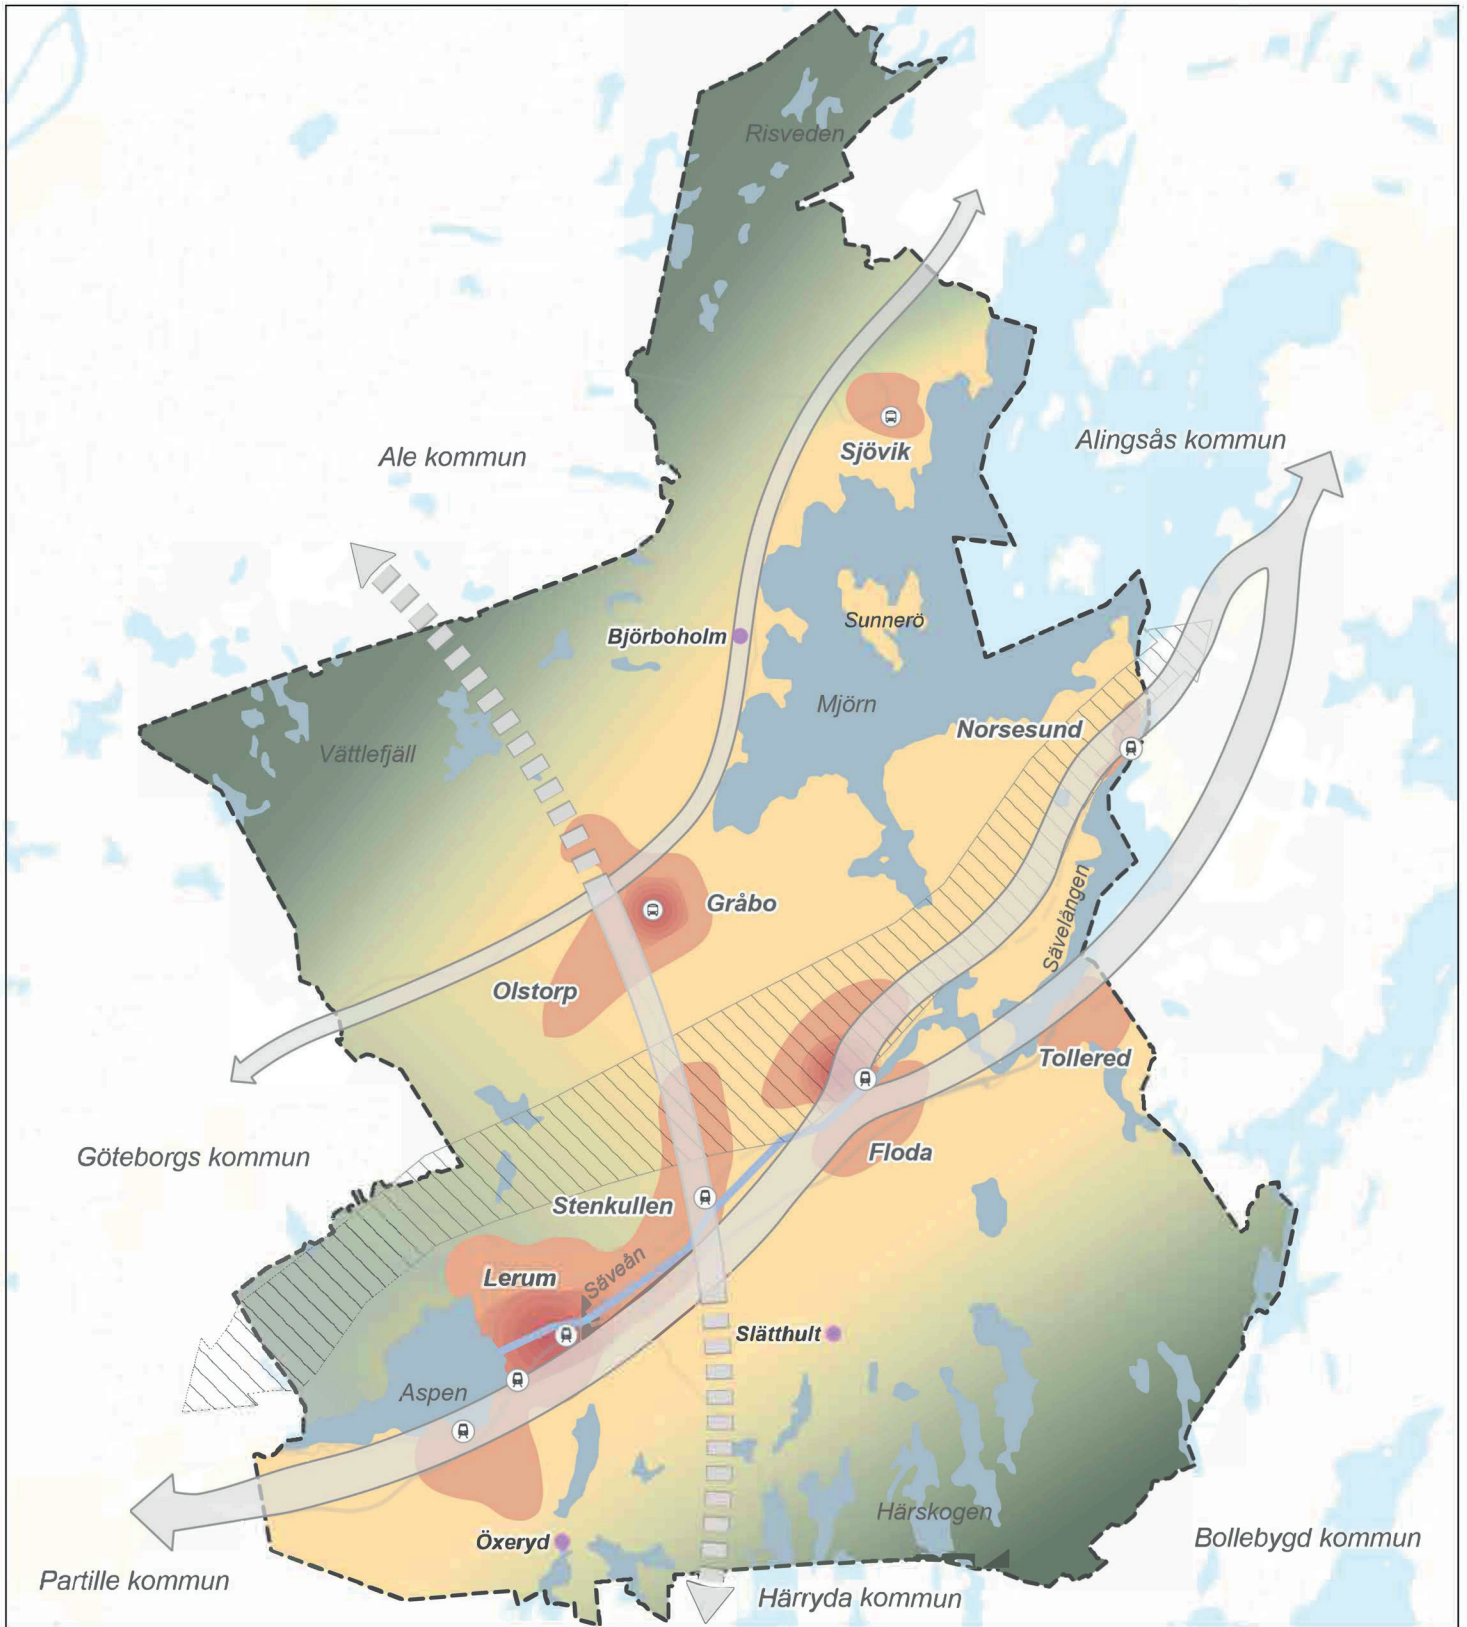 Risveden
Alingsås kommun
Sjövik
Ale kommun
Sunnerö
Björboholm
Mjörn
Norsesund
Vättlefjäll
Gråbo
Sävelången
Olstorp
Tollered
Floda
Göteborgs kommun
Stenkullen
Säveån
Lerum
Slätthult
Aspen
Härskogen
Bollebygd kommun
Öxeryd
Partille kommun
Härryda kommun